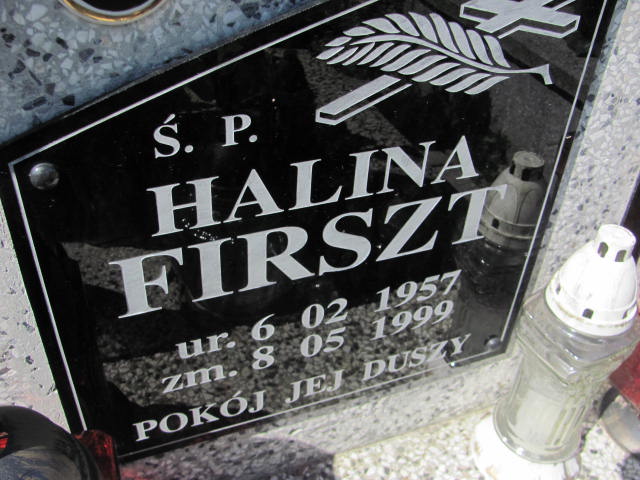 Ś. P.
HALINA
FIRSZT
ur. 6 02 1957
zm. 8 05 1999
POKÓJ JEJ DUSZY